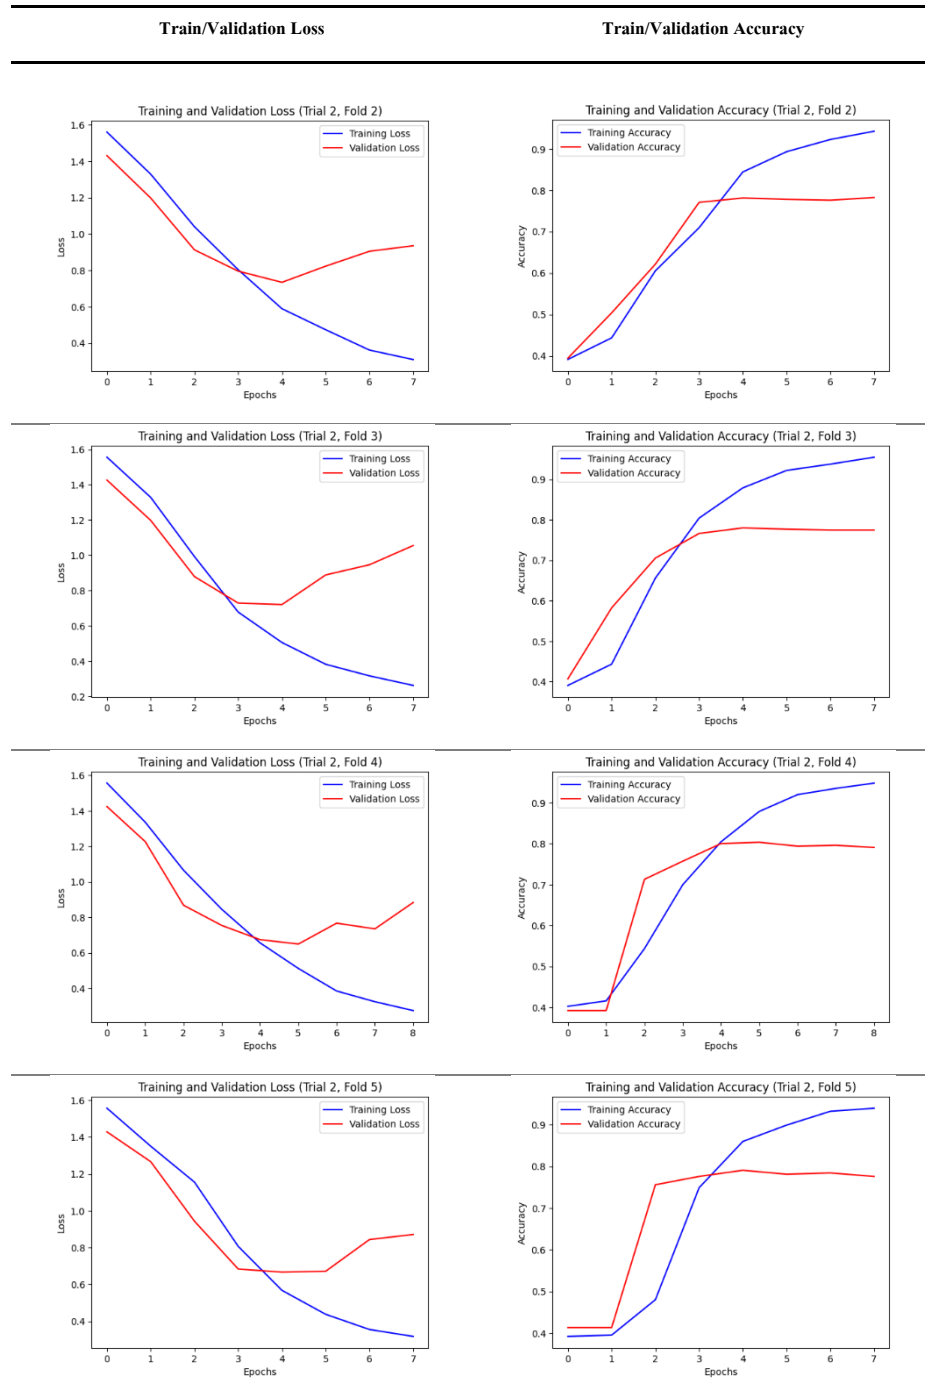 Train/Validation Loss
Train/Validation Accuracy
Training and Validation Loss (Trial 2, Fold 2)
Training Loss
Validation Loss
1.6
1.4
1.2
1.0
0.8
0.6
0.4
Loss
0 1 2 3 4 5 6 7
Epochs
Training and Validation Accuracy (Trial 2, Fold 2)
Training Accuracy
Validation Accuracy
0.9
0.8
0.7
0.6
0.5
0.4
Accuracy
0 1 2 3 4 5 6 7
Epochs
Training and Validation Loss (Trial 2, Fold 3)
Training Loss
Validation Loss
1.6
1.4
1.2
1.0
0.8
0.6
0.4
0.2
Loss
0 1 2 3 4 5 6 7
Epochs
Training and Validation Accuracy (Trial 2, Fold 3)
Training Accuracy
Validation Accuracy
0.9
0.8
0.7
0.6
0.5
0.4
Accuracy
0 1 2 3 4 5 6 7
Epochs
Training and Validation Loss (Trial 2, Fold 4)
Training Loss
Validation Loss
1.6
1.4
1.2
1.0
0.8
0.6
0.4
Loss
0 1 2 3 4 5 6 7 8
Epochs
Training and Validation Accuracy (Trial 2, Fold 4)
Training Accuracy
Validation Accuracy
0.9
0.8
0.7
0.6
0.5
0.4
Accuracy
0 1 2 3 4 5 6 7 8
Epochs
Training and Validation Loss (Trial 2, Fold 5)
Training Loss
Validation Loss
1.6
1.4
1.2
1.0
0.8
0.6
0.4
Loss
0 1 2 3 4 5 6 7
Epochs
Training and Validation Accuracy (Trial 2, Fold 5)
Training Accuracy
Validation Accuracy
0.9
0.8
0.7
0.6
0.5
0.4
Accuracy
0 1 2 3 4 5 6 7
Epochs